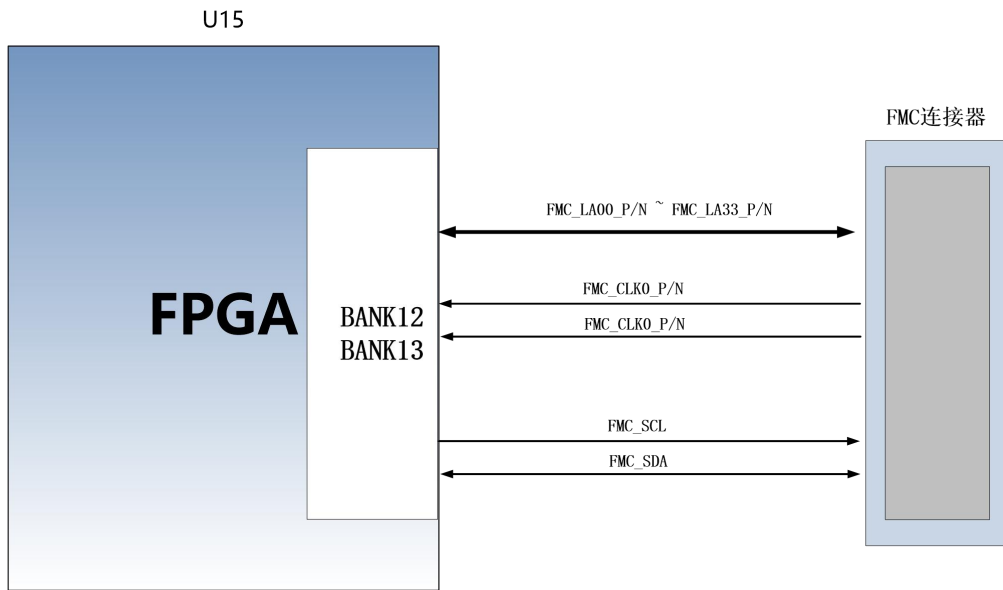 U15
FMC连接器
FMC_LA00_P/N ~ FMC_LA33_P/N
FMC_CLK0_P/N
FPGA
BANK12
FMC_CLK0_P/N
BANK13
FMC_SCL
FMC_SDA